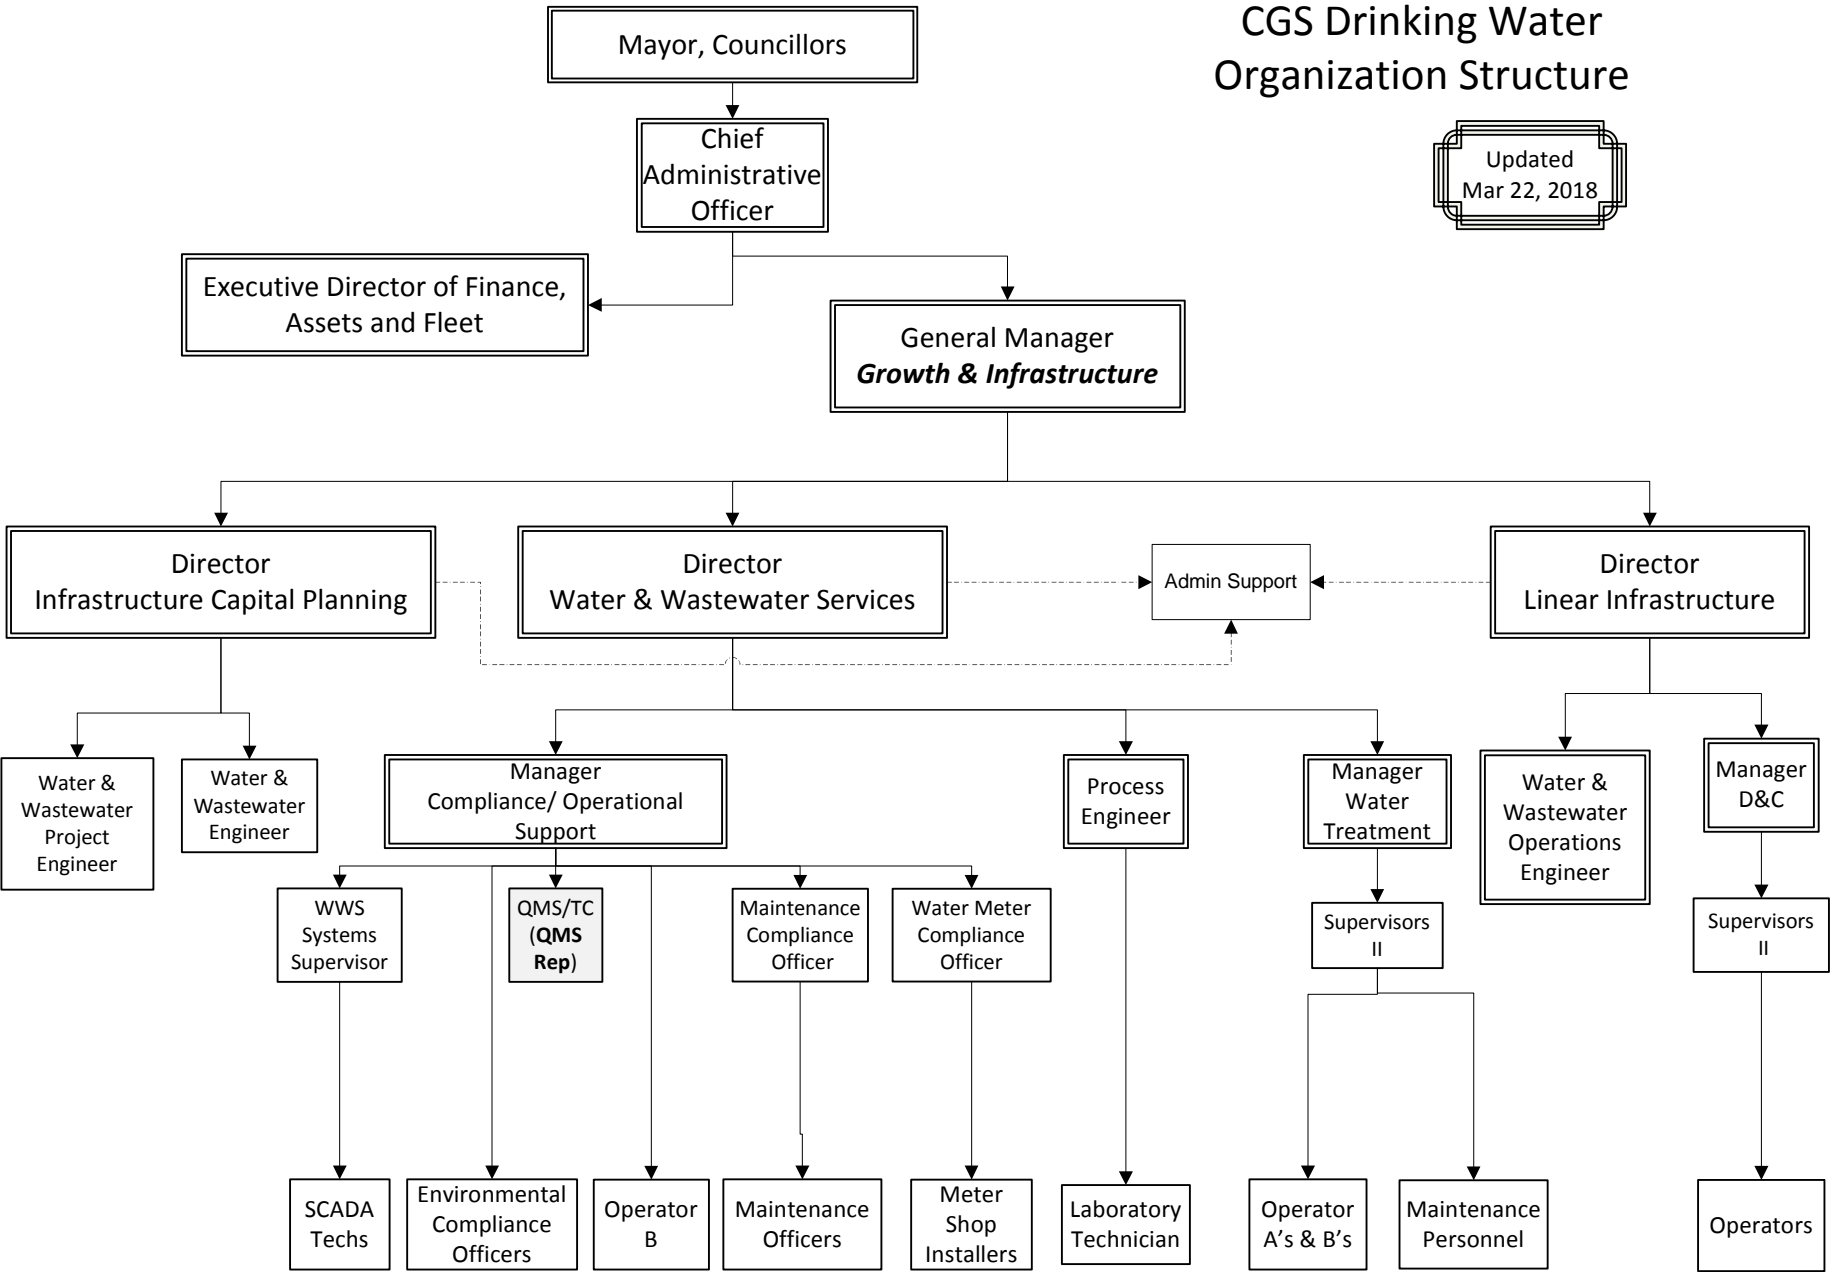 CGS Drinking Water
Organization Structure
Updated
Mar 22, 2018
Mayor, Councillors
Chief
Administrative
Officer
Executive Director of Finance,
Assets and Fleet
General Manager
Growth & Infrastructure
Director
Infrastructure Capital Planning
Director
Water & Wastewater Services
Admin Support
Director
Linear Infrastructure
Water &
Wastewater
Project
Engineer
Water &
Wastewater
Engineer
Manager
Compliance/ Operational
Support
Process
Engineer
Manager
Water
Treatment
Water &
Wastewater
Operations
Engineer
Manager
D&C
WWS
Systems
Supervisor
QMS/TC
(QMS
Rep)
Maintenance
Compliance
Officer
Water Meter
Compliance
Officer
Supervisors
II
Supervisors
II
SCADA
Techs
Environmental
Compliance
Officers
Operator
B
Maintenance
Officers
Meter
Shop
Installers
Laboratory
Technician
Operator
A's & B's
Maintenance
Personnel
Operators